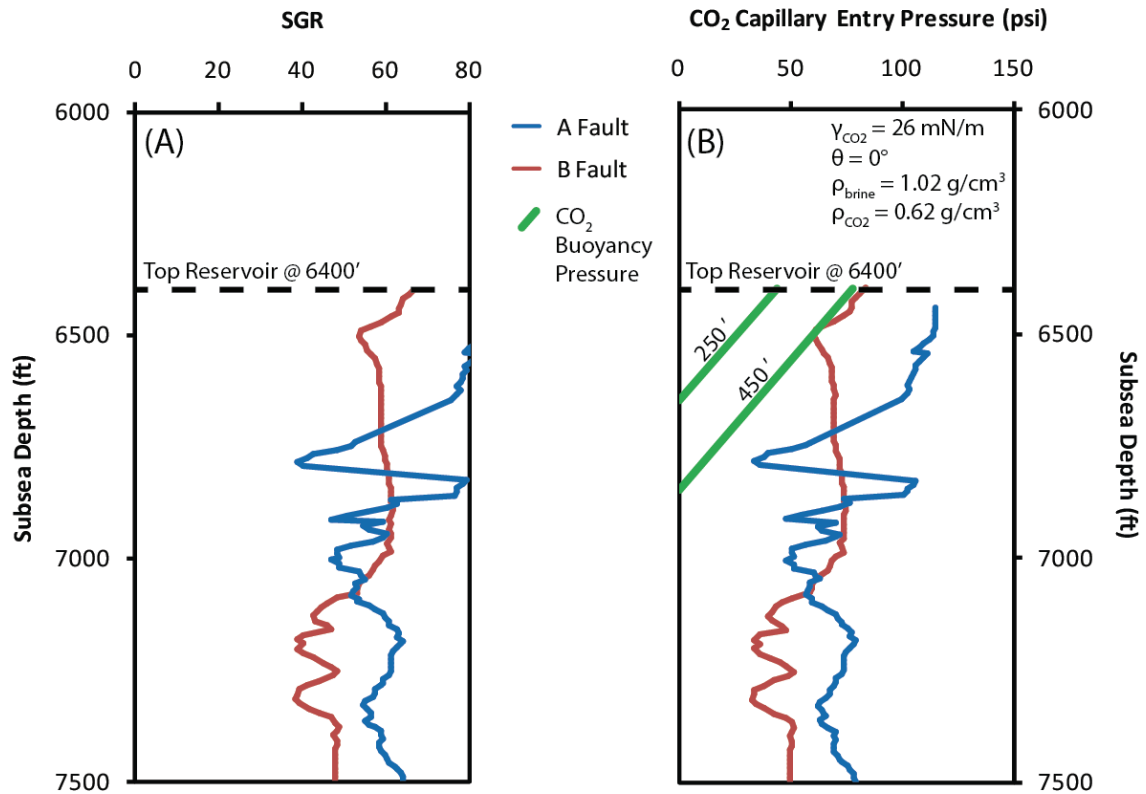 SGR
0 20 40 60 80
6000
6500
7000
7500
Subsea Depth (ft)
(A)
Top Reservoir @ 6400′
A Fault
B Fault
CO₂
Buoyancy
Pressure
CO₂ Capillary Entry Pressure (psi)
0 50 100 150
(B)
γCO2 = 26 mN/m
θ = 0°
ρbrine = 1.02 g/cm³
ρCO2 = 0.62 g/cm³
Top Reservoir @ 6400′
250′
450′
6000
6500
7000
7500
Subsea Depth (ft)